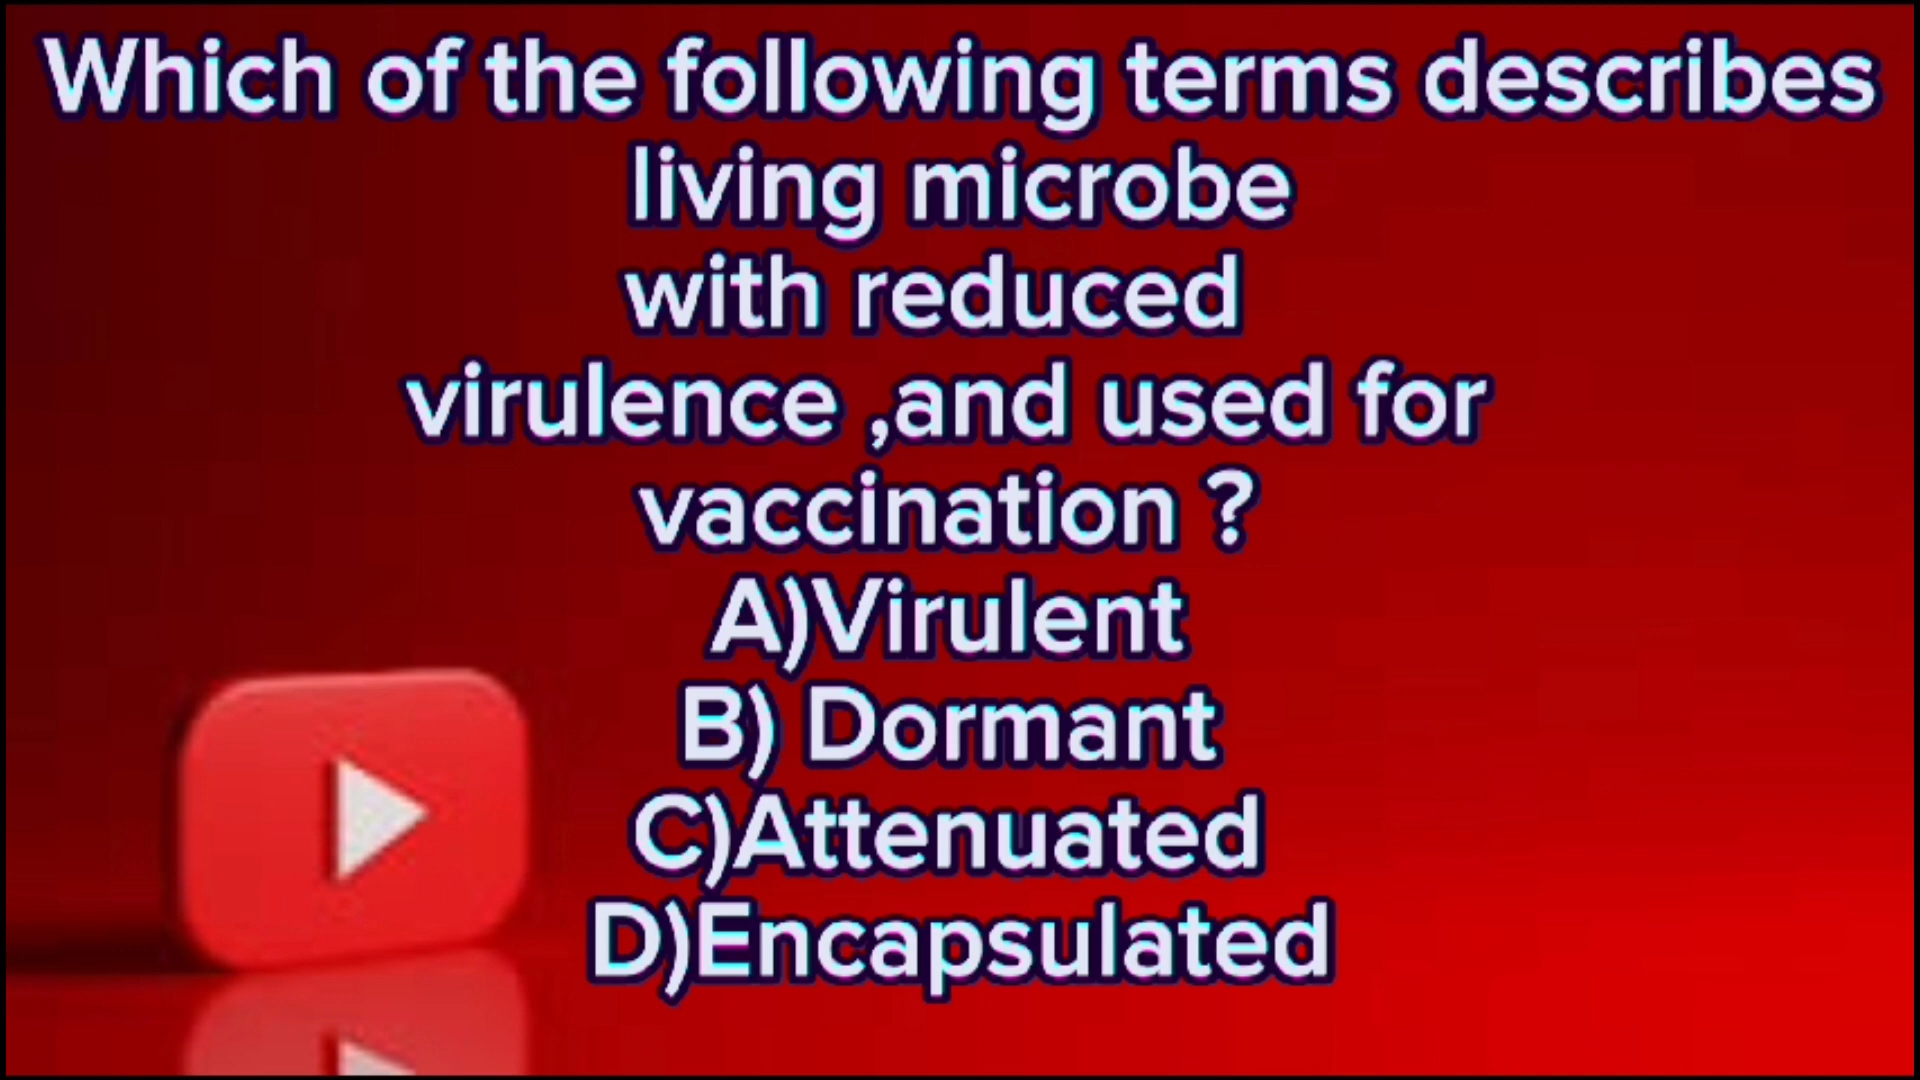 Which of the following terms describes
living microbe
with reduced
virulence ,and used for
vaccination ?
A)Virulent
B) Dormant
C)Attenuated
D)Encapsulated